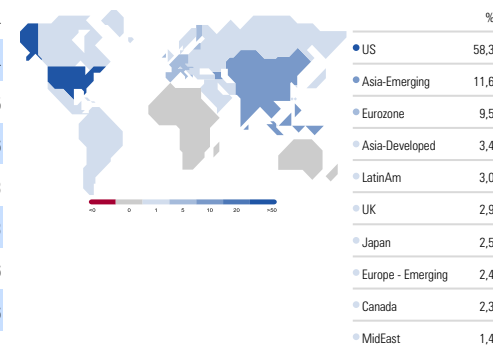 %
US 58,3
Asia-Emerging 11,6
Eurozone 9,5
Asia-Developed 3,4
LatinAm 3,0
UK 2,9
Japan 2,5
Europe - Emerging 2,4
Canada 2,3
MidEast 1,4
<0 0 1 5 10 20 >50